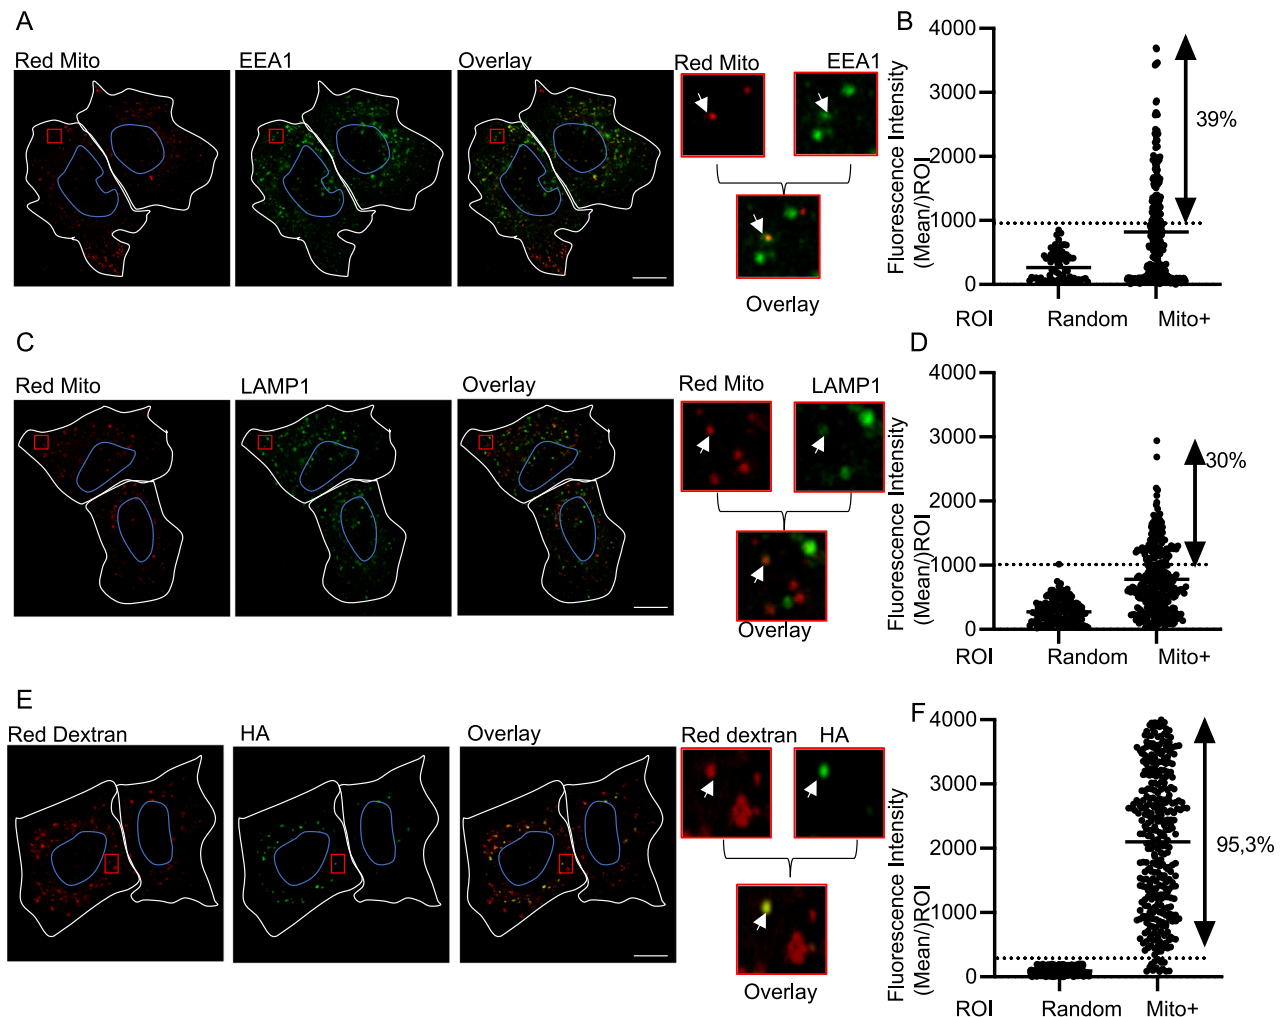 A
Red Mito
EEA1
Overlay
Red Mito
EEA1
Overlay
B
Fluorescence Intensity
(Mean/)ROI
4000
3000
2000
1000
0
39%
ROI
Random
Mito+
C
Red Mito
LAMP1
Overlay
Red Mito
LAMP1
Overlay
D
Fluorescence Intensity
(Mean/)ROI
4000
3000
2000
1000
0
30%
ROI
Random
Mito+
E
Red Dextran
HA
Overlay
Red dextran
HA
Overlay
F
Fluorescence Intensity
(Mean/)ROI
4000
3000
2000
1000
0
95,3%
ROI
Random
Mito+